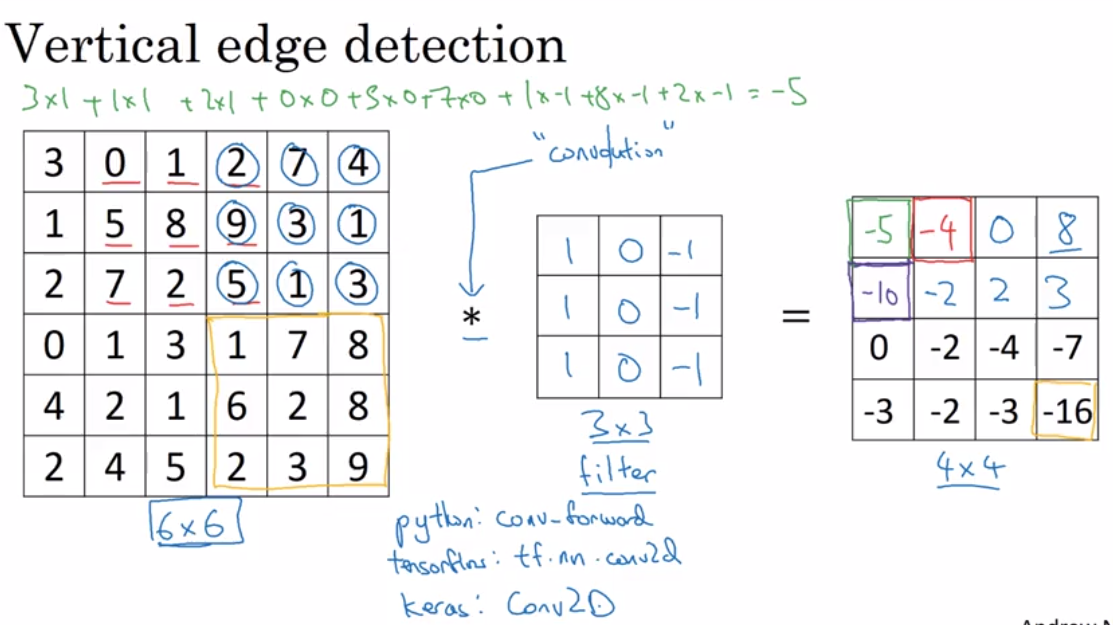 Vertical edge detection
3×1 + 1×1 + 2×1 + 0×0 + 5×0 + 7×0 + 1×-1 + 8×-1 + 2×-1 = -5
"convolution"
3 0 1 2 7 4
1 5 8 9 3 1
2 7 2 5 1 3
0 1 3 1 7 8
4 2 1 6 2 8
2 4 5 2 3 9
6×6
*
1 0 -1
1 0 -1
1 0 -1
3×3
filter
=
-5 -4 0 8
-10 -2 2 3
0 -2 -4 -7
-3 -2 -3 -16
4×4
python: conv-forward
tensorflow: tf.nn.conv2d
keras: Conv2D